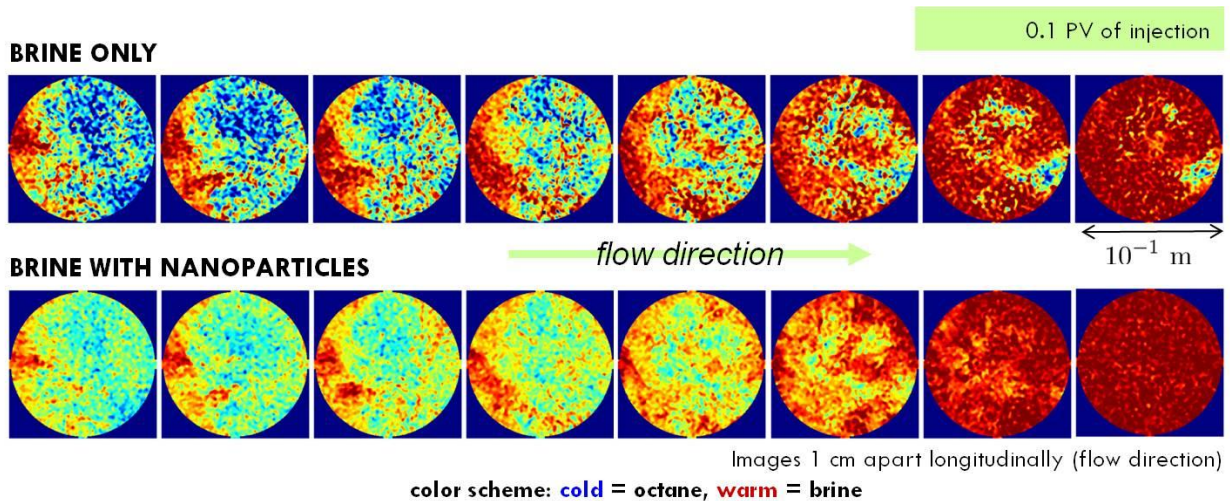 0.1 PV of injection
BRINE ONLY
flow direction
10⁻¹ m
BRINE WITH NANOPARTICLES
Images 1 cm apart longitudinally (flow direction)
color scheme: cold = octane, warm = brine